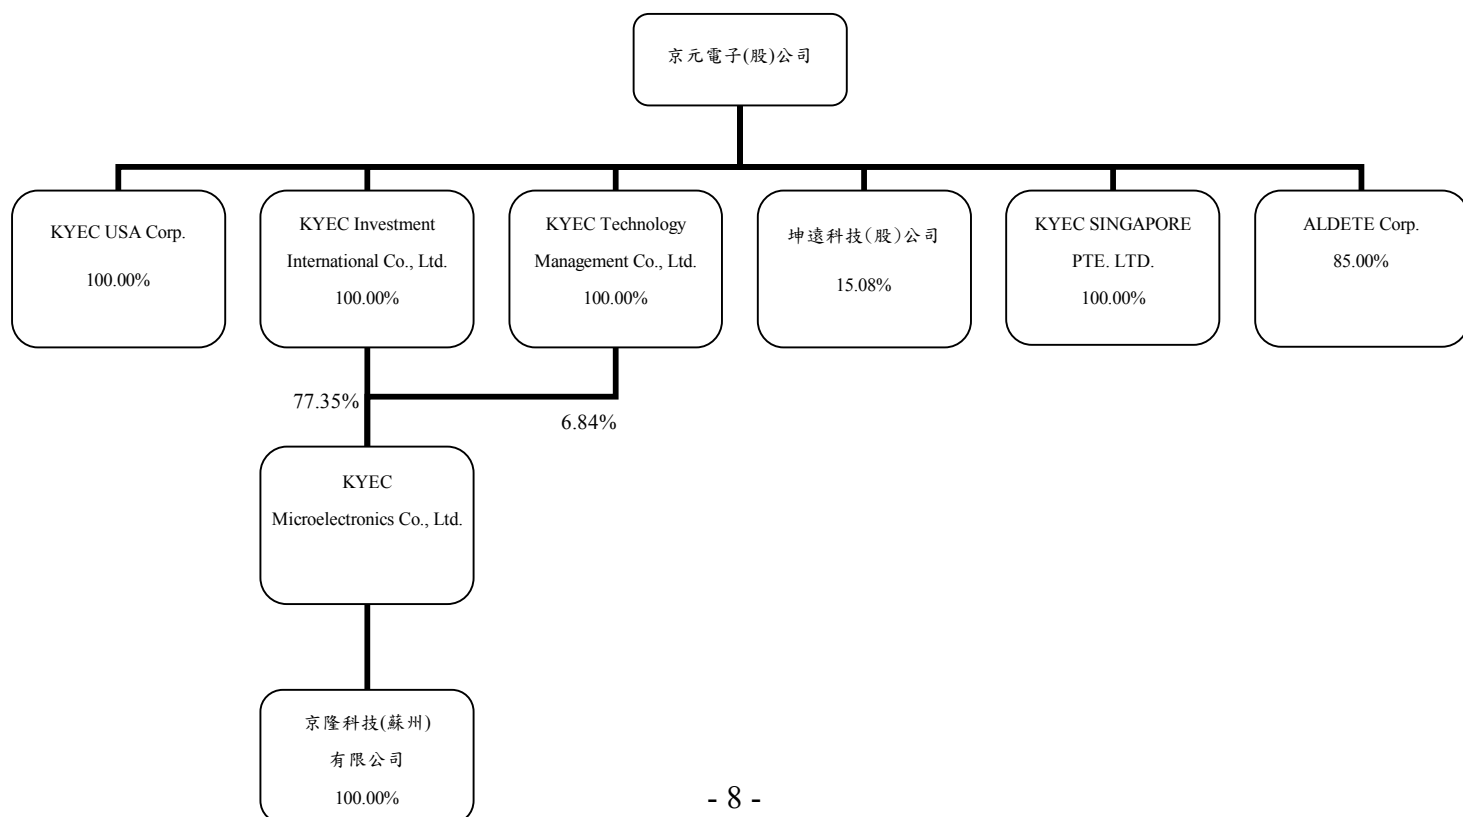 京元電子(股)公司
KYEC USA Corp.
100.00%
KYEC Investment
International Co., Ltd.
100.00%
KYEC Technology
Management Co., Ltd.
100.00%
坤遠科技(股)公司
15.08%
KYEC SINGAPORE
PTE. LTD.
100.00%
ALDETE Corp.
85.00%
77.35%
6.84%
KYEC
Microelectronics Co., Ltd.
京隆科技(蘇州)
有限公司
100.00%
- 8 -